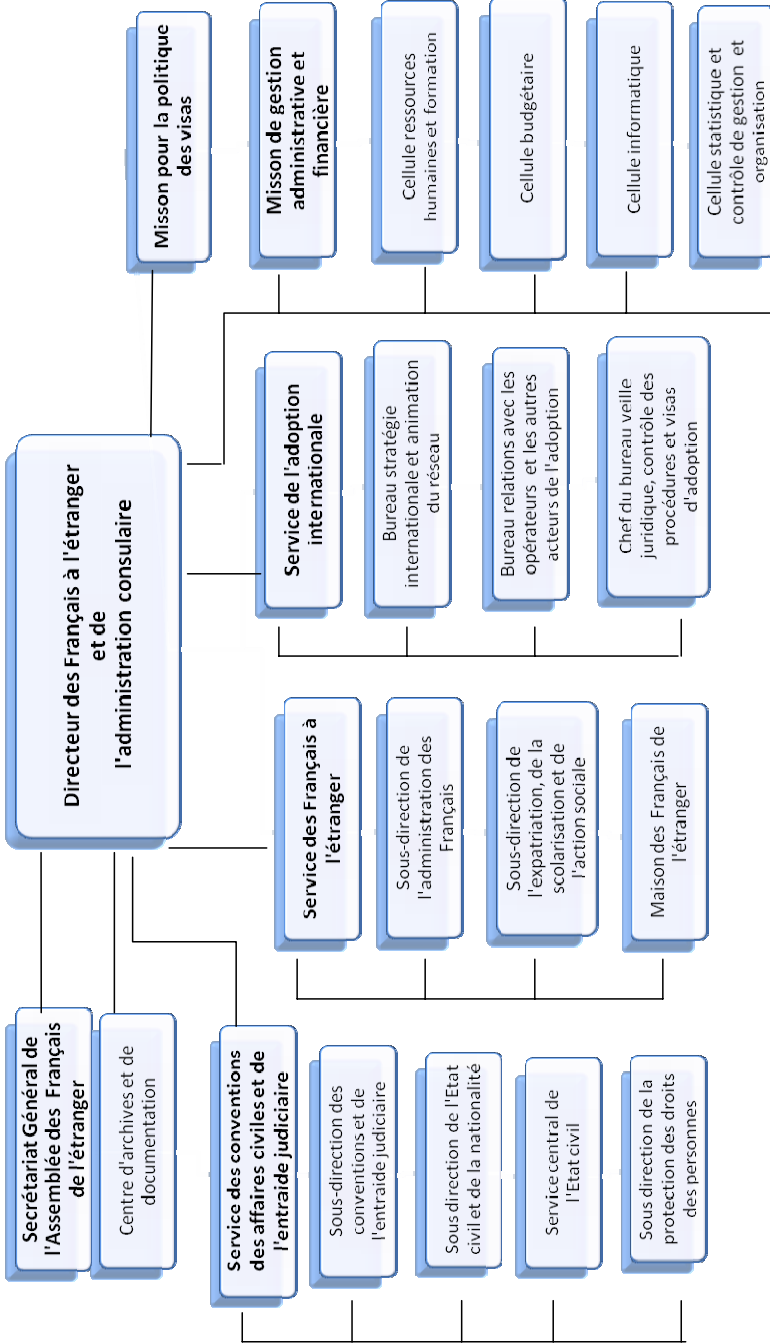 Directeur des Français à l'étranger
et de
l'administration consulaire
Secrétariat Général de
l'Assemblée des Français
de l'étranger
Centre d'archives et de
documentation
Misson pour la politique
des visas
Service des conventions
des affaires civiles et de
l'entraide judiciaire
Sous-direction des
conventions et de
l'entraide judiciaire
Sous direction de l'Etat
civil et de la nationalité
Service central de
l'Etat civil
Sous direction de la
protection des droits
des personnes
Service des Français à
l'étranger
Sous-direction de
l'administration des
Français
Sous-direction de
l'expatriation, de la
scolarisation et de
l'action sociale
Maison des Français de
l'étranger
Service de l'adoption
internationale
Bureau stratégie
internationale et animation
du réseau
Bureau relations avec les
opérateurs et les autres
acteurs de l'adoption
Chef du bureau veille
juridique, contrôle des
procédures et visas
d'adoption
Misson de gestion
administrative et
financière
Cellule ressources
humaines et formation
Cellule budgétaire
Cellule informatique
Cellule statistique et
contrôle de gestion et
organisation